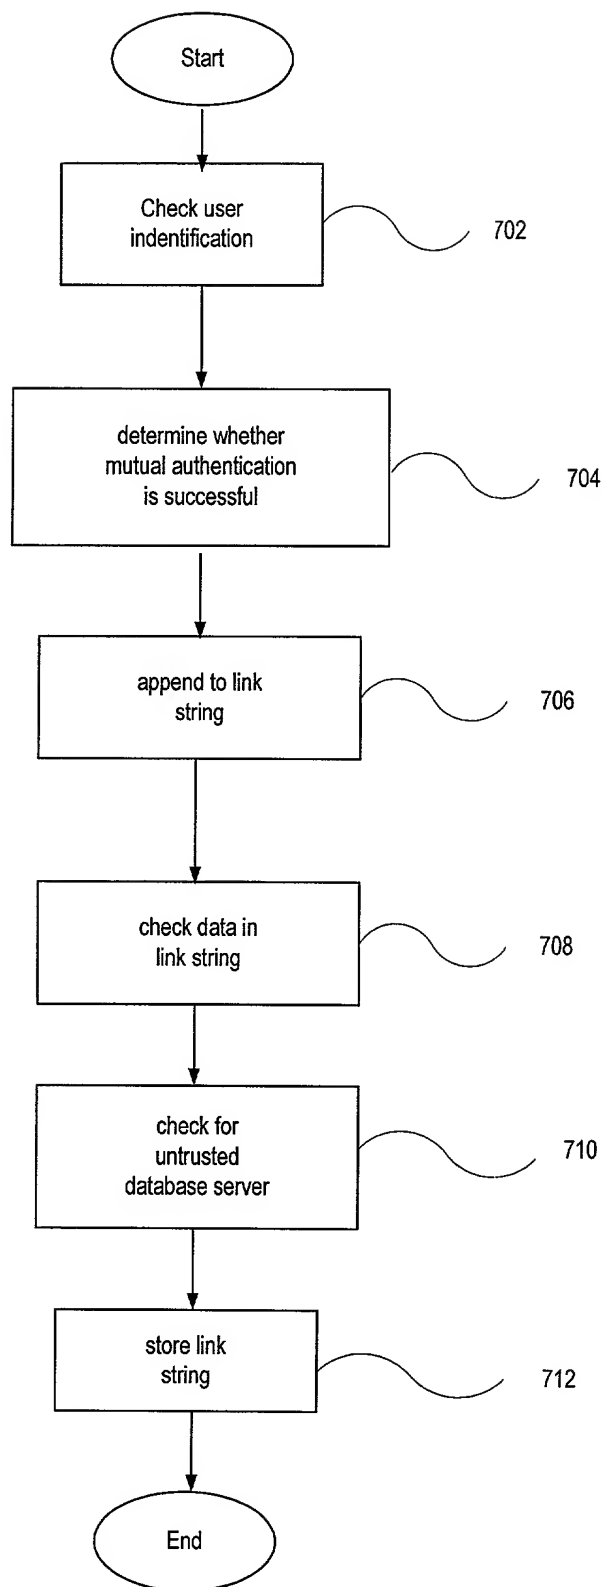 Start
Check user
indentification
702
determine whether
mutual authentication
is successful
704
append to link
string
706
check data in
link string
708
check for
untrusted
database server
710
store link
string
712
End